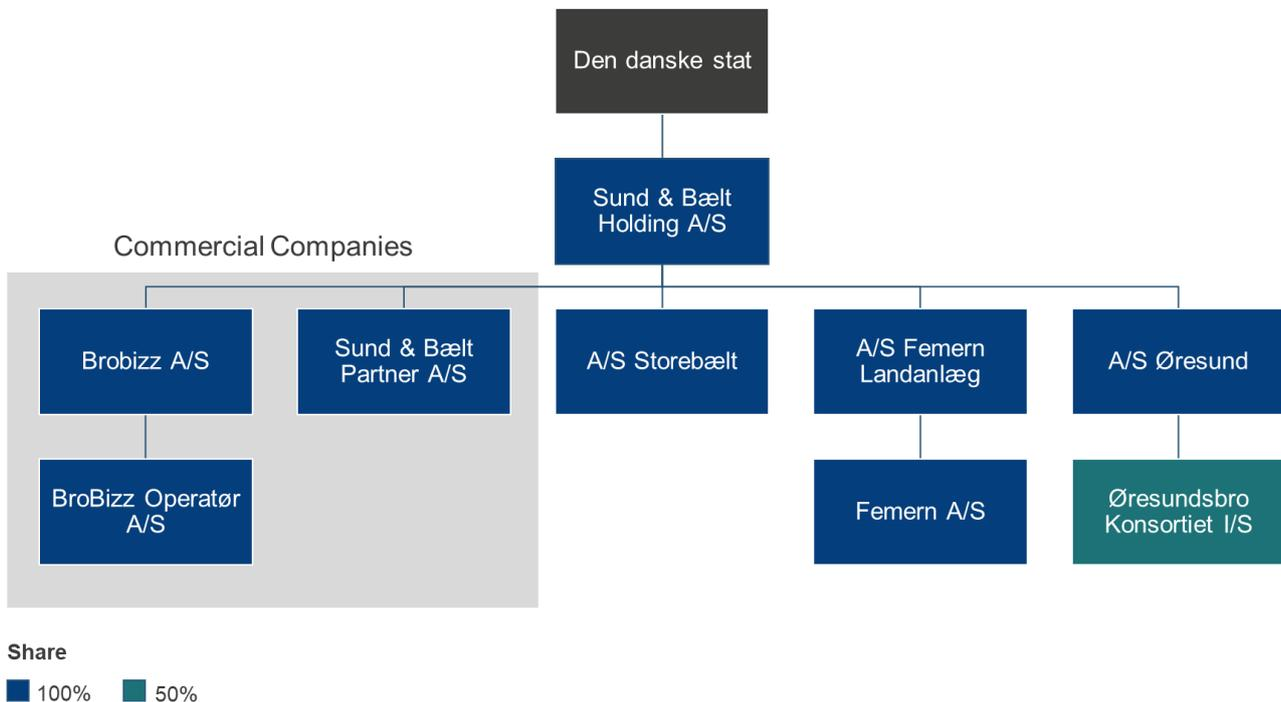 Den danske stat
Sund & Bælt
Holding A/S
Commercial Companies
Brobizz A/S
Sund & Bælt
Partner A/S
A/S Storebælt
A/S Femern
Landanlæg
A/S Øresund
BroBizz Operatør
A/S
Femern A/S
Øresundsbro
Konsortiet I/S
Share
100%
50%